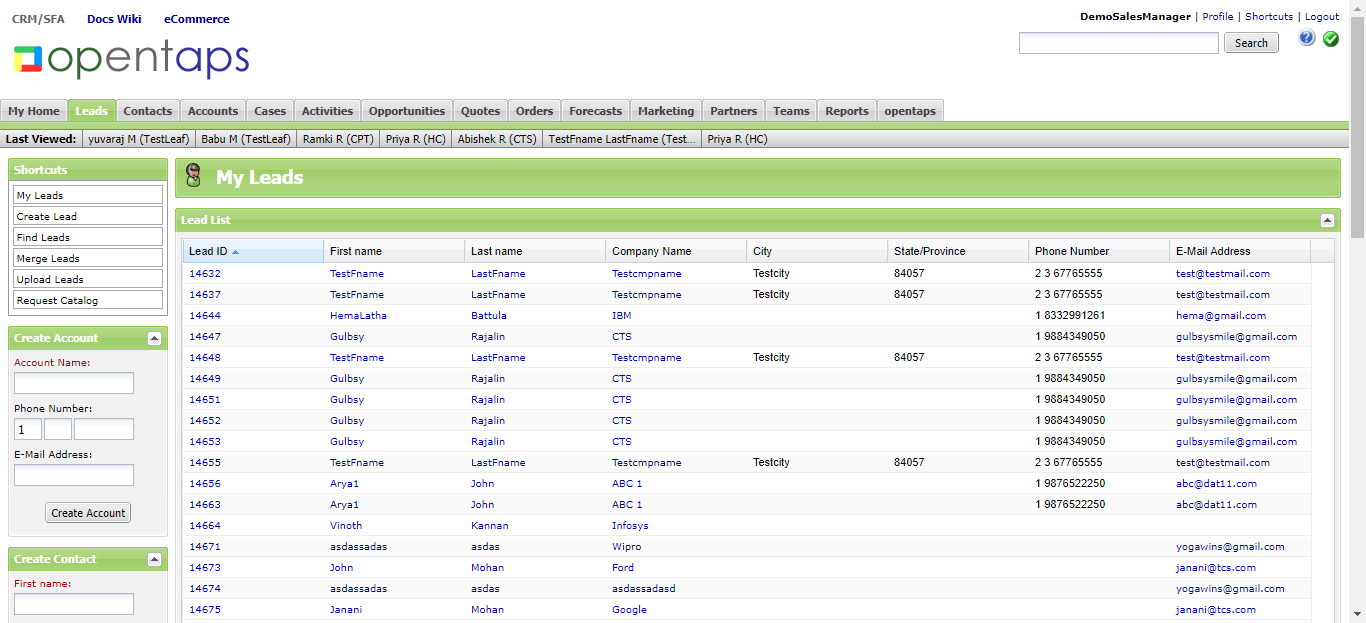 CRM/SFA Docs Wiki eCommerce
DemoSalesManager | Profile | Shortcuts | Logout
opentaps
Search
My Home Leads Contacts Accounts Cases Activities Opportunities Quotes Orders Forecasts Marketing Partners Teams Reports opentaps
Last Viewed: yuvaraj M (TestLeaf) Babu M (TestLeaf) Ramki R (CPT) Priya R (HC) Abishek R (CTS) TestFname LastFname (Test... Priya R (HC)
Shortcuts
My Leads
Create Lead
Find Leads
Merge Leads
Upload Leads
Request Catalog
Create Account
Account Name:
Phone Number:
1
E-Mail Address:
Create Account
Create Contact
First name:
My Leads
Lead List
Lead ID First name Last name Company Name City State/Province Phone Number E-Mail Address
14632 TestFname LastFname Testcmpname Testcity 84057 2 3 67765555 test@testmail.com
14637 TestFname LastFname Testcmpname Testcity 84057 2 3 67765555 test@testmail.com
14644 HemaLatha Battula IBM 1 8332991261 hema@gmail.com
14647 Gulbsy Rajalin CTS 1 9884349050 gulbsysmile@gmail.com
14648 TestFname LastFname Testcmpname Testcity 84057 2 3 67765555 test@testmail.com
14649 Gulbsy Rajalin CTS 1 9884349050 gulbsysmile@gmail.com
14651 Gulbsy Rajalin CTS 1 9884349050 gulbsysmile@gmail.com
14652 Gulbsy Rajalin CTS 1 9884349050 gulbsysmile@gmail.com
14653 Gulbsy Rajalin CTS 1 9884349050 gulbsysmile@gmail.com
14655 TestFname LastFname Testcmpname Testcity 84057 2 3 67765555 test@testmail.com
14656 Arya1 John ABC 1 1 9876522250 abc@dat11.com
14663 Arya1 John ABC 1 1 9876522250 abc@dat11.com
14664 Vinoth Kannan Infosys
14671 asdassadas asdas Wipro yogawins@gmail.com
14673 John Mohan Ford janani@tcs.com
14674 asdassadas asdas asdassadasd yogawins@gmail.com
14675 Janani Mohan Google janani@tcs.com